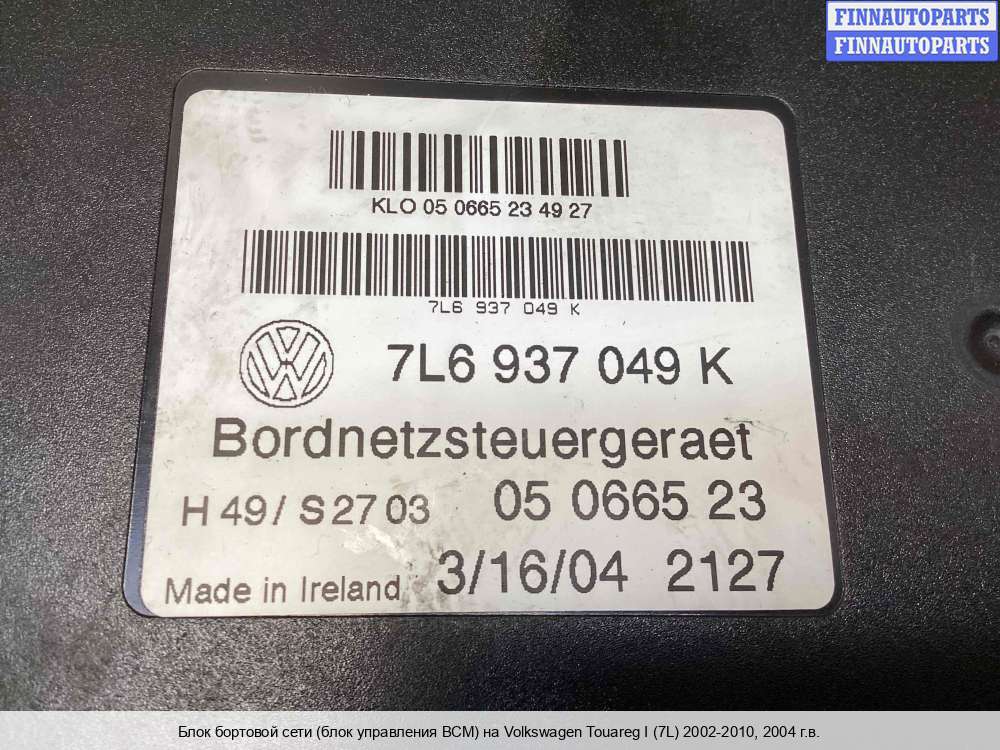 FINNAUTOPARTS
FINNAUTOPARTS
KLO 05 0665 23 4927
7L6 937 049 K
7L6 937 049 K
Bordnetzsteuergeraet
H 49/ S 27 03 05 0665 23
Made in Ireland 3/16/04 2127
Блок бортовой сети (блок управления BCM) на Volkswagen Touareg I (7L) 2002-2010, 2004 г.в.